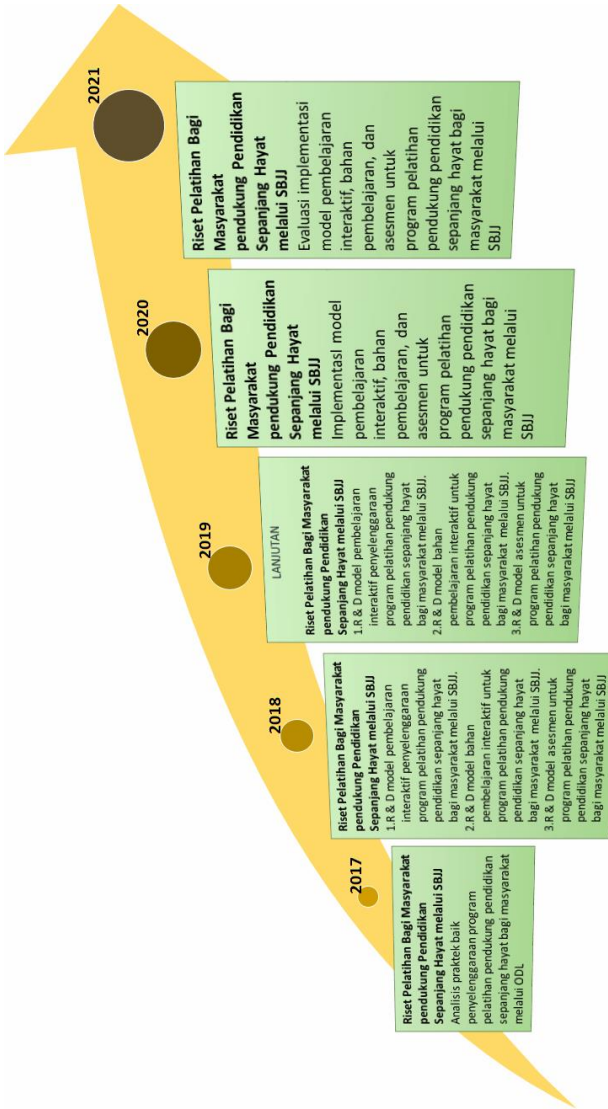 2017
Riset Pelatihan Bagi Masyarakat
pendukung Pendidikan
Sepanjang Hayat melalui SBJJ
Analisis praktek baik
penyelenggaraan program
pelatihan pendukung pendidikan
sepanjang hayat bagi masyarakat
melalui ODL
2018
Riset Pelatihan Bagi Masyarakat
pendukung Pendidikan
Sepanjang Hayat melalui SBJJ
1.R & D model pembelajaran
interaktif penyelenggaraan
program pelatihan pendukung
pendidikan sepanjang hayat
bagi masyarakat melalui SBJJ.
2.R & D model bahan
pembelajaran interaktif untuk
program pelatihan pendukung
pendidikan sepanjang hayat
bagi masyarakat melalui SBJJ.
3.R & D model asesmen untuk
program pelatihan pendukung
pendidikan sepanjang hayat
bagi masyarakat melalui SBJJ
2019
LANJUTAN
Riset Pelatihan Bagi Masyarakat
pendukung Pendidikan
Sepanjang Hayat melalui SBJJ
1.R & D model pembelajaran
interaktif penyelenggaraan
program pelatihan pendukung
pendidikan sepanjang hayat
bagi masyarakat melalui SBJJ.
2.R & D model bahan
pembelajaran interaktif untuk
program pelatihan pendukung
pendidikan sepanjang hayat
bagi masyarakat melalui SBJJ.
3.R & D model asesmen untuk
program pelatihan pendukung
pendidikan sepanjang hayat
bagi masyarakat melalui SBJJ
2020
Riset Pelatihan Bagi
Masyarakat
pendukung Pendidikan
Sepanjang Hayat
melalui SBJJ
Implementasl model
pembelajaran
interaktif, bahan
pembelajaran, dan
asesmen untuk
program pelatihan
pendukung pendidikan
sepanjang hayat bagi
masyarakat melalui
SBJJ
2021
Riset Pelatihan Bagi
Masyarakat
pendukung Pendidikan
Sepanjang Hayat
melalui SBJJ
Evaluasi implementasi
model pembelajaran
interaktif, bahan
pembelajaran, dan
asesmen untuk
program pelatihan
pendukung pendidikan
sepanjang hayat bagi
masyarakat melalui
SBJJ